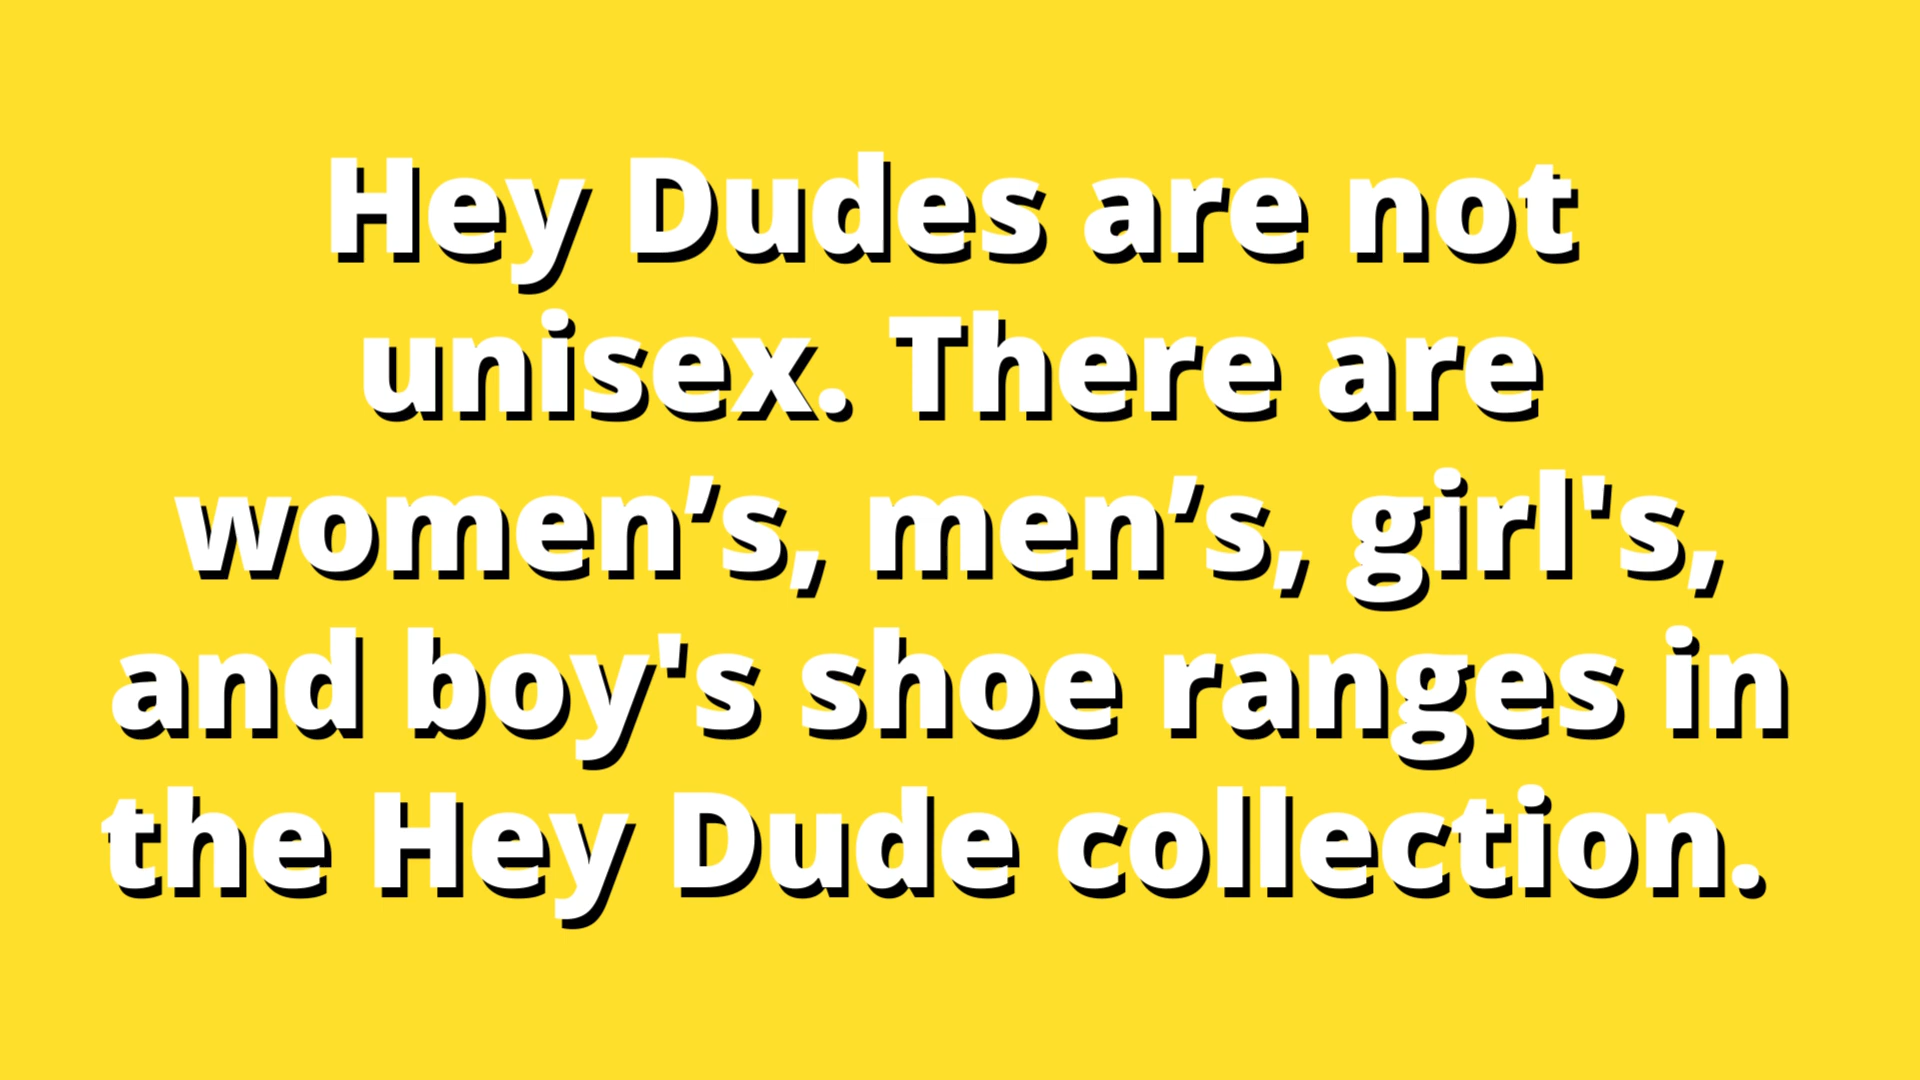 Hey Dudes are not
unisex. There are
women’s, men’s, girl's,
and boy's shoe ranges in
the Hey Dude collection.